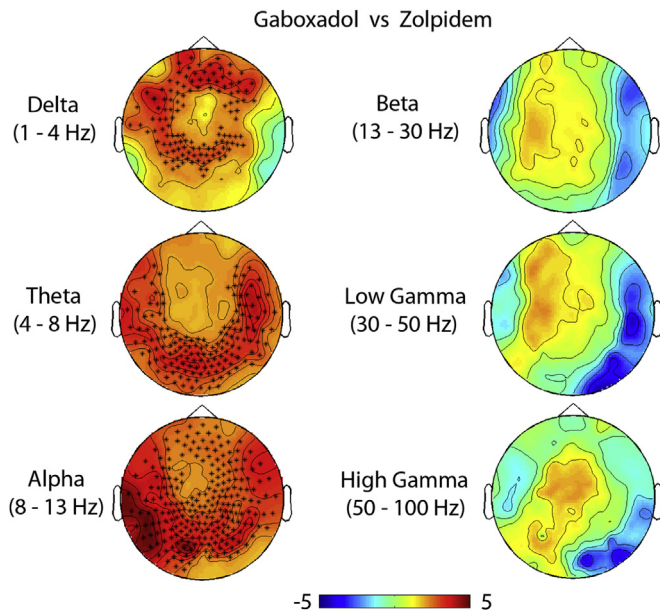 Gaboxadol vs Zolpidem
Delta
(1 - 4 Hz)
Beta
(13 - 30 Hz)
Theta
(4 - 8 Hz)
Low Gamma
(30 - 50 Hz)
Alpha
(8 - 13 Hz)
High Gamma
(50 - 100 Hz)
-5 5